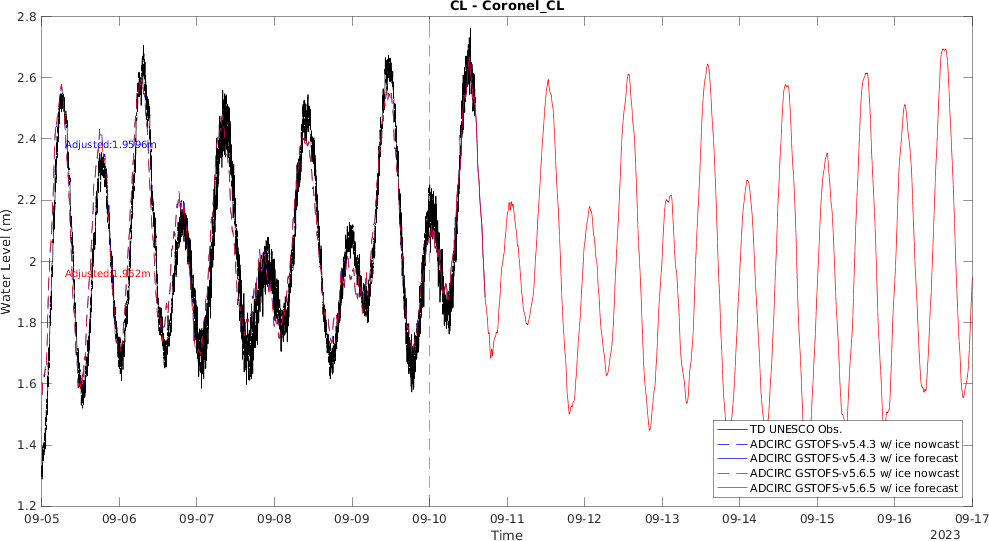 CL - Coronel_CL
2.8
2.6
2.4
2.2
2
1.8
1.6
1.4
1.2
Water Level (m)
Adjusted:1.9596m
Adjusted:1.952m
TD UNESCO Obs.
ADCIRC GSTOFS-v5.4.3 w/ ice nowcast
ADCIRC GSTOFS-v5.4.3 w/ ice forecast
ADCIRC GSTOFS-v5.6.5 w/ ice nowcast
ADCIRC GSTOFS-v5.6.5 w/ ice forecast
09-05 09-06 09-07 09-08 09-09 09-10 09-11 09-12 09-13 09-14 09-15 09-16 09-17
Time
2023